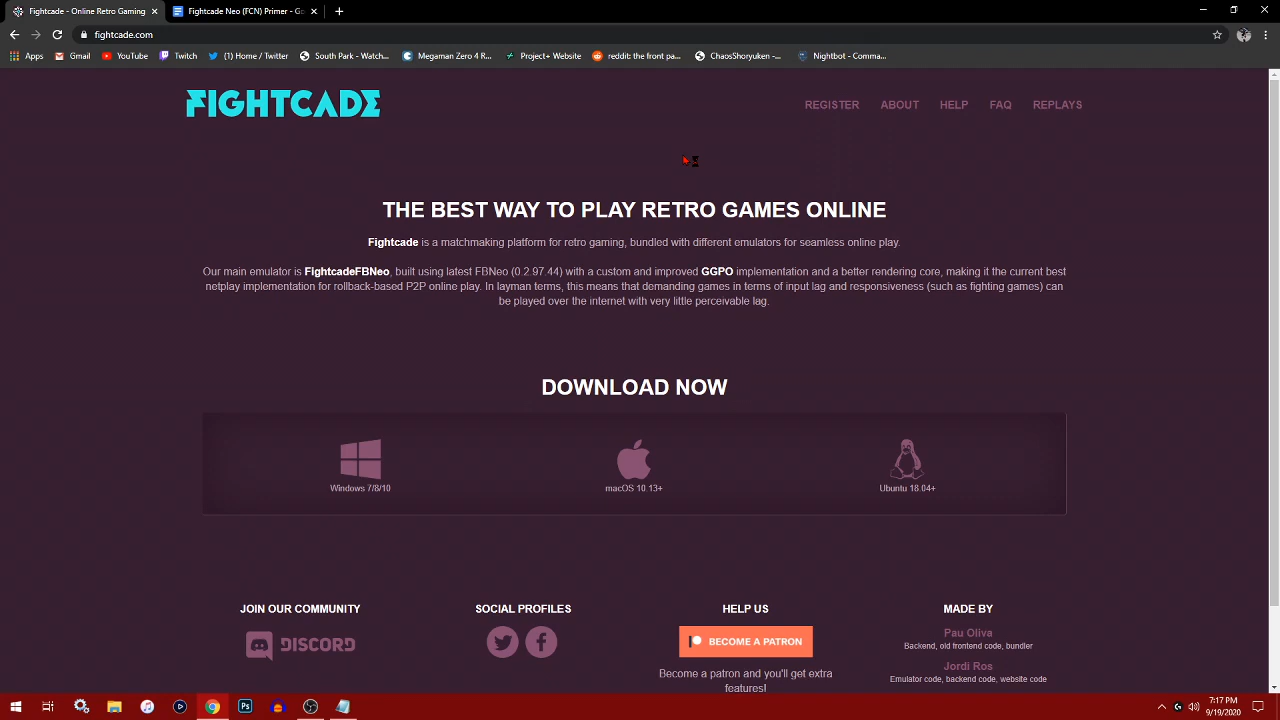 Fightcade - Online Retro Gaming
Fightcade Neo (FCN) Primer - Go
fightcade.com
Apps
Gmail
YouTube
Twitch
(1) Home / Twitter
South Park - Watch...
Megaman Zero 4 R...
Project+ Website
reddit: the front pa...
ChaosShoryuken -...
Nightbot - Comma...
FIGHTCADE
REGISTER
ABOUT
HELP
FAQ
REPLAYS
THE BEST WAY TO PLAY RETRO GAMES ONLINE
Fightcade is a matchmaking platform for retro gaming, bundled with different emulators for seamless online play.
Our main emulator is FightcadeFBNeo, built using latest FBNeo (0.2.97.44) with a custom and improved GGPO implementation and a better rendering core, making it the current best
netplay implementation for rollback-based P2P online play. In layman terms, this means that demanding games in terms of input lag and responsiveness (such as fighting games) can
be played over the internet with very little perceivable lag.
DOWNLOAD NOW
Windows 7/8/10
macOS 10.13+
Ubuntu 18.04+
JOIN OUR COMMUNITY
SOCIAL PROFILES
HELP US
MADE BY
DISCORD
BECOME A PATRON
Become a patron and you'll get extra
features!
Pau Oliva
Backend, old frontend code, bundler
Jordi Ros
Emulator code, backend code, website code
7:17 PM
9/19/2020